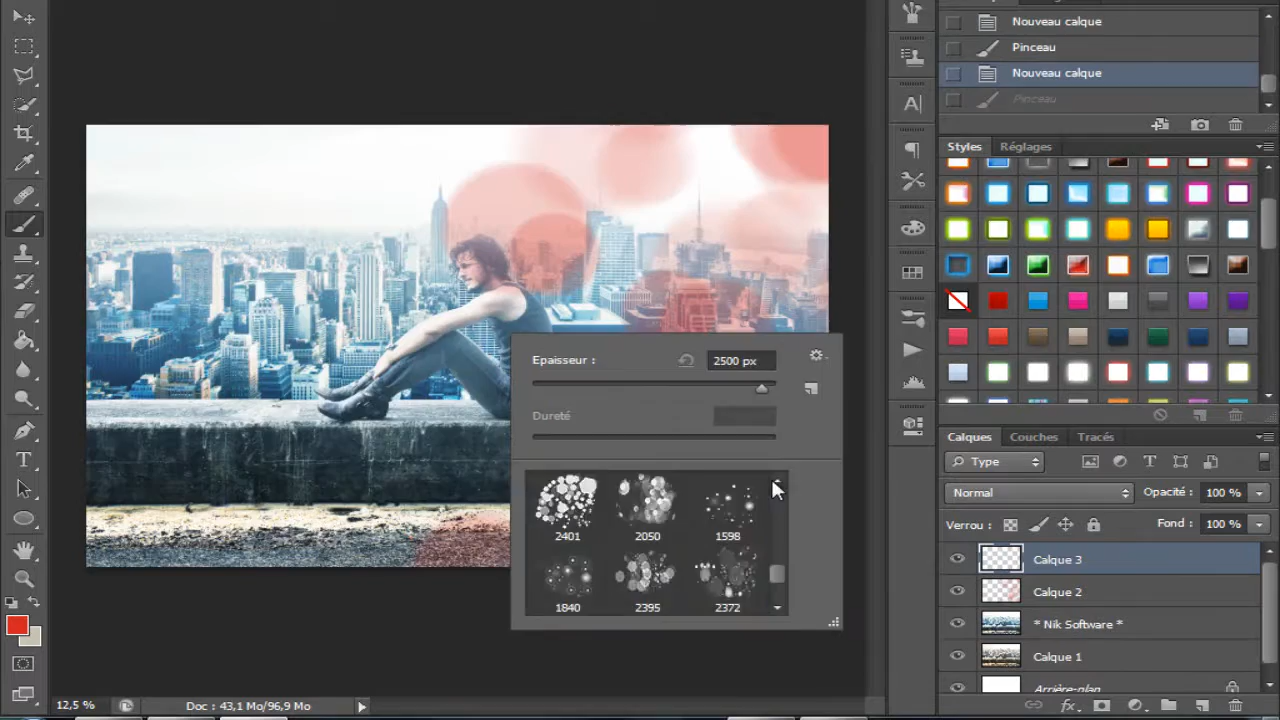 Nouveau calque
Pinceau
Nouveau calque
Pinceau
Styles
Réglages
Epaisseur :
2500 px
Dureté
2401
2050
1598
1840
2395
2372
Calques
Couches
Tracés
Type
Normal
Opacité : 100 %
Verrou :
Fond : 100 %
Calque 3
Calque 2
* Nik Software *
Calque 1
Arrière-plan
12,5 %
Doc : 43,1 Mo/96,9 Mo